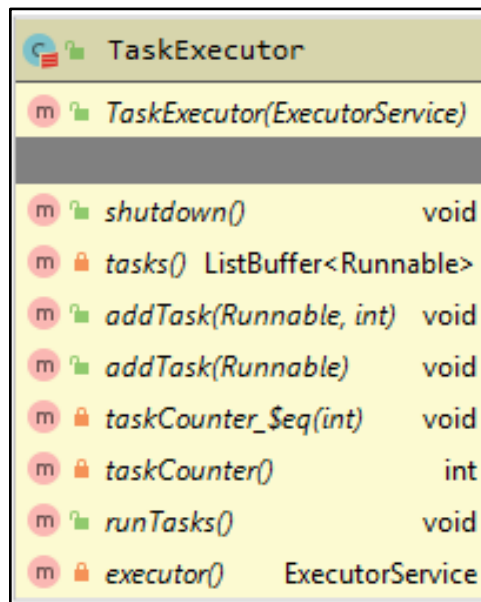 TaskExecutor
m TaskExecutor(ExecutorService)
m shutdown() void
m tasks() ListBuffer<Runnable>
m addTask(Runnable, int) void
m addTask(Runnable) void
m taskCounter_$eq(int) void
m taskCounter() int
m runTasks() void
m executor() ExecutorService